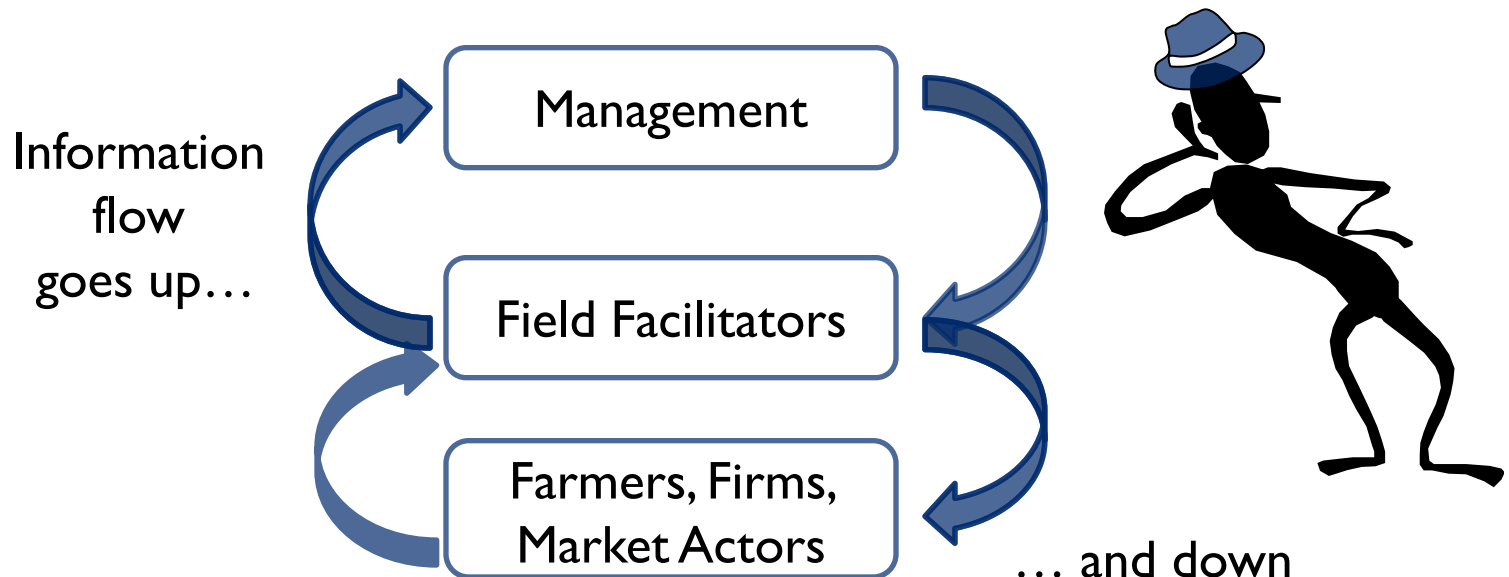 Information
flow
goes up…
Management
Field Facilitators
Farmers, Firms,
Market Actors
… and down